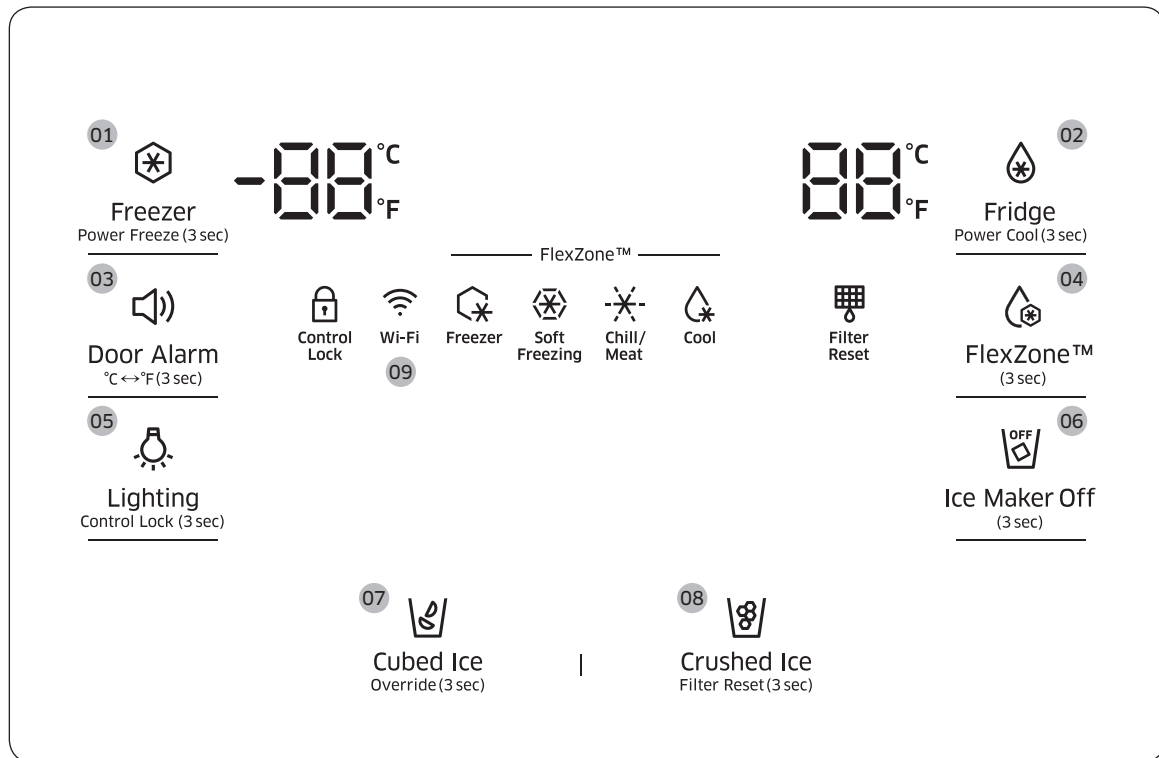 01
Freezer
Power Freeze (3 sec)
-88 °C
°F
88 °C
°F
02
Fridge
Power Cool (3 sec)
FlexZone™
03
Door Alarm
°C ↔ °F (3 sec)
Control
Lock
Wi-Fi
09
Freezer
Soft
Freezing
Chill/
Meat
Cool
Filter
Reset
04
FlexZone™
(3 sec)
05
Lighting
Control Lock (3 sec)
06
OFF
Ice Maker Off
(3 sec)
07
Cubed Ice
Override (3 sec)
08
Crushed Ice
Filter Reset (3 sec)